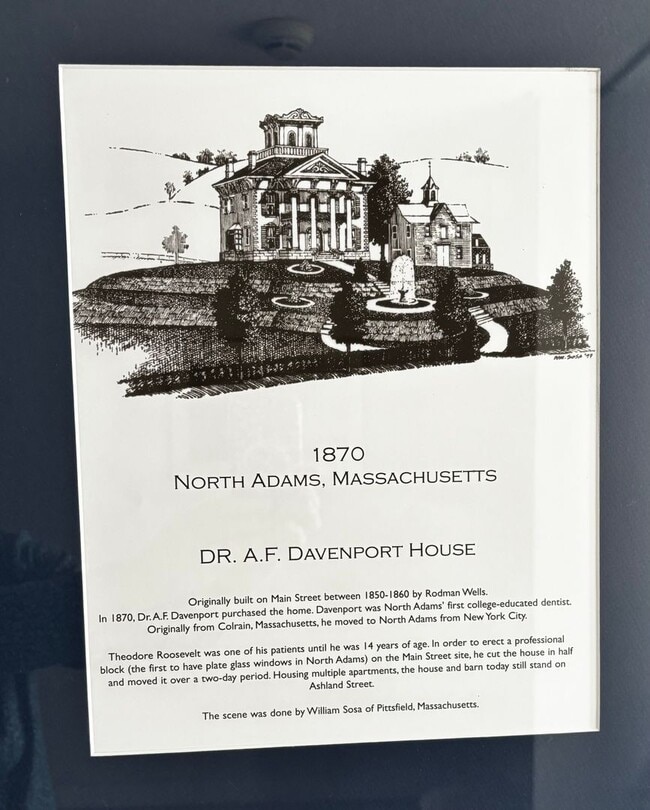 WM. SOSA '99
1870
NORTH ADAMS, MASSACHUSETTS
DR. A.F. DAVENPORT HOUSE
Originally built on Main Street between 1850-1860 by Rodman Wells.
In 1870, Dr. A.F. Davenport purchased the home. Davenport was North Adams' first college-educated dentist.
Originally from Colrain, Massachusetts, he moved to North Adams from New York City.
Theodore Roosevelt was one of his patients until he was 14 years of age. In order to erect a professional
block (the first to have plate glass windows in North Adams) on the Main Street site, he cut the house in half
and moved it over a two-day period. Housing multiple apartments, the house and barn today still stand on
Ashland Street.
The scene was done by William Sosa of Pittsfield, Massachusetts.